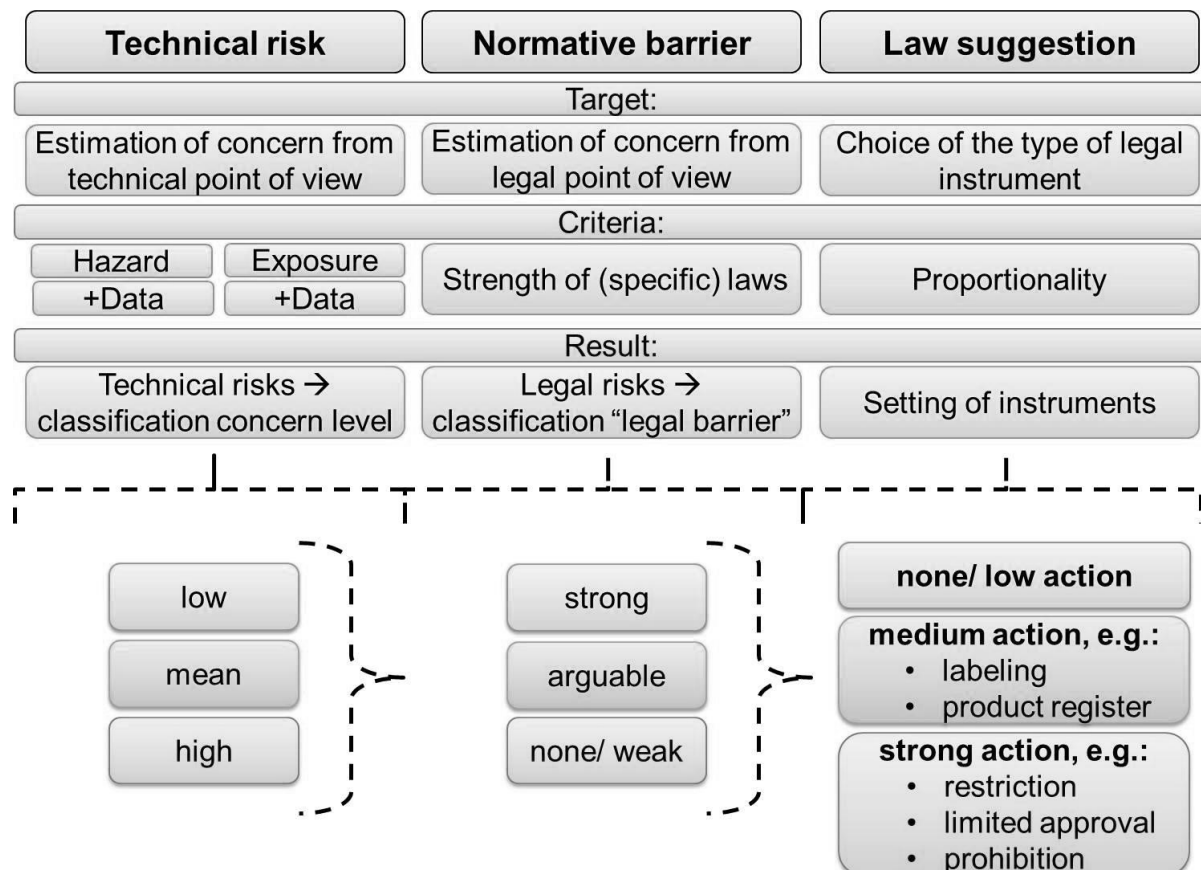 Technical risk
Normative barrier
Law suggestion
Target:
Estimation of concern from
technical point of view
Estimation of concern from
legal point of view
Choice of the type of legal
instrument
Criteria:
Hazard
Exposure
+Data
+Data
Strength of (specific) laws
Proportionality
Result:
Technical risks →
classification concern level
Legal risks →
classification “legal barrier”
Setting of instruments
low
mean
high
strong
arguable
none/ weak
none/ low action
medium action, e.g.:
• labeling
• product register
strong action, e.g.:
• restriction
• limited approval
• prohibition